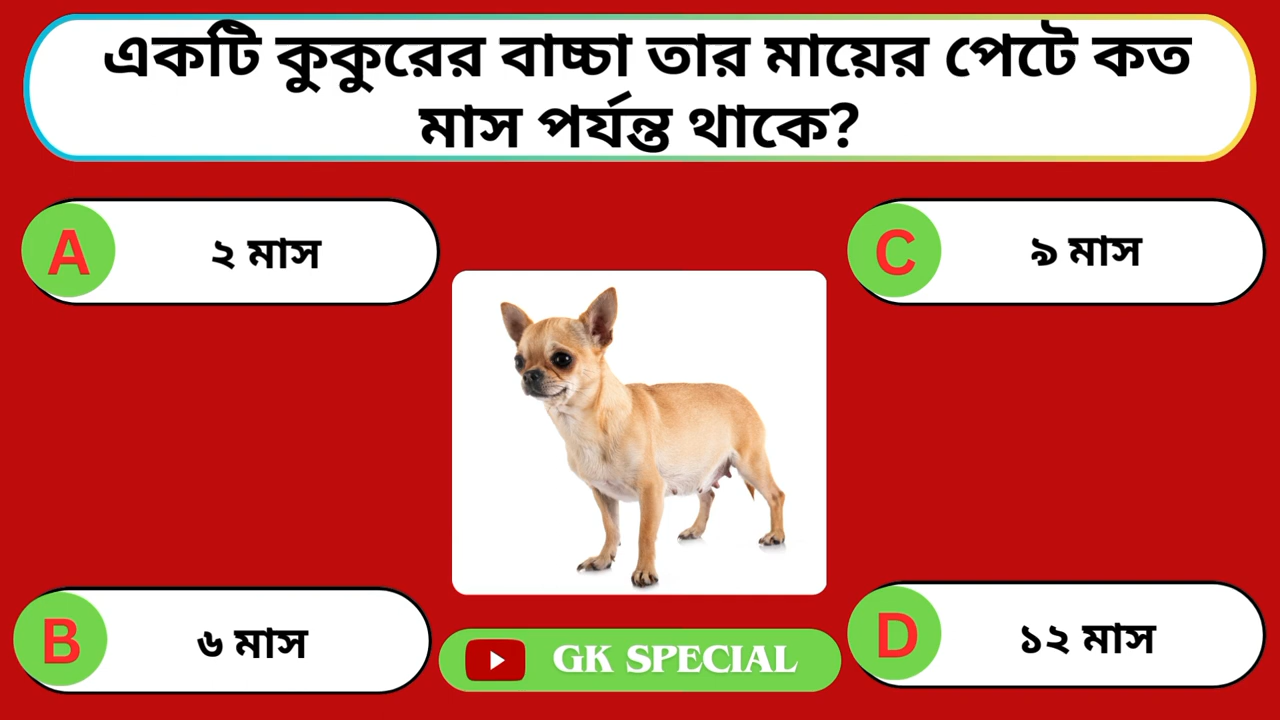 একটি কুকুরের বাচ্চা তার মায়ের পেটে কত
মাস পর্যন্ত থাকে?
A ২ মাস
C ৯ মাস
B ৬ মাস
D ১২ মাস
GK SPECIAL